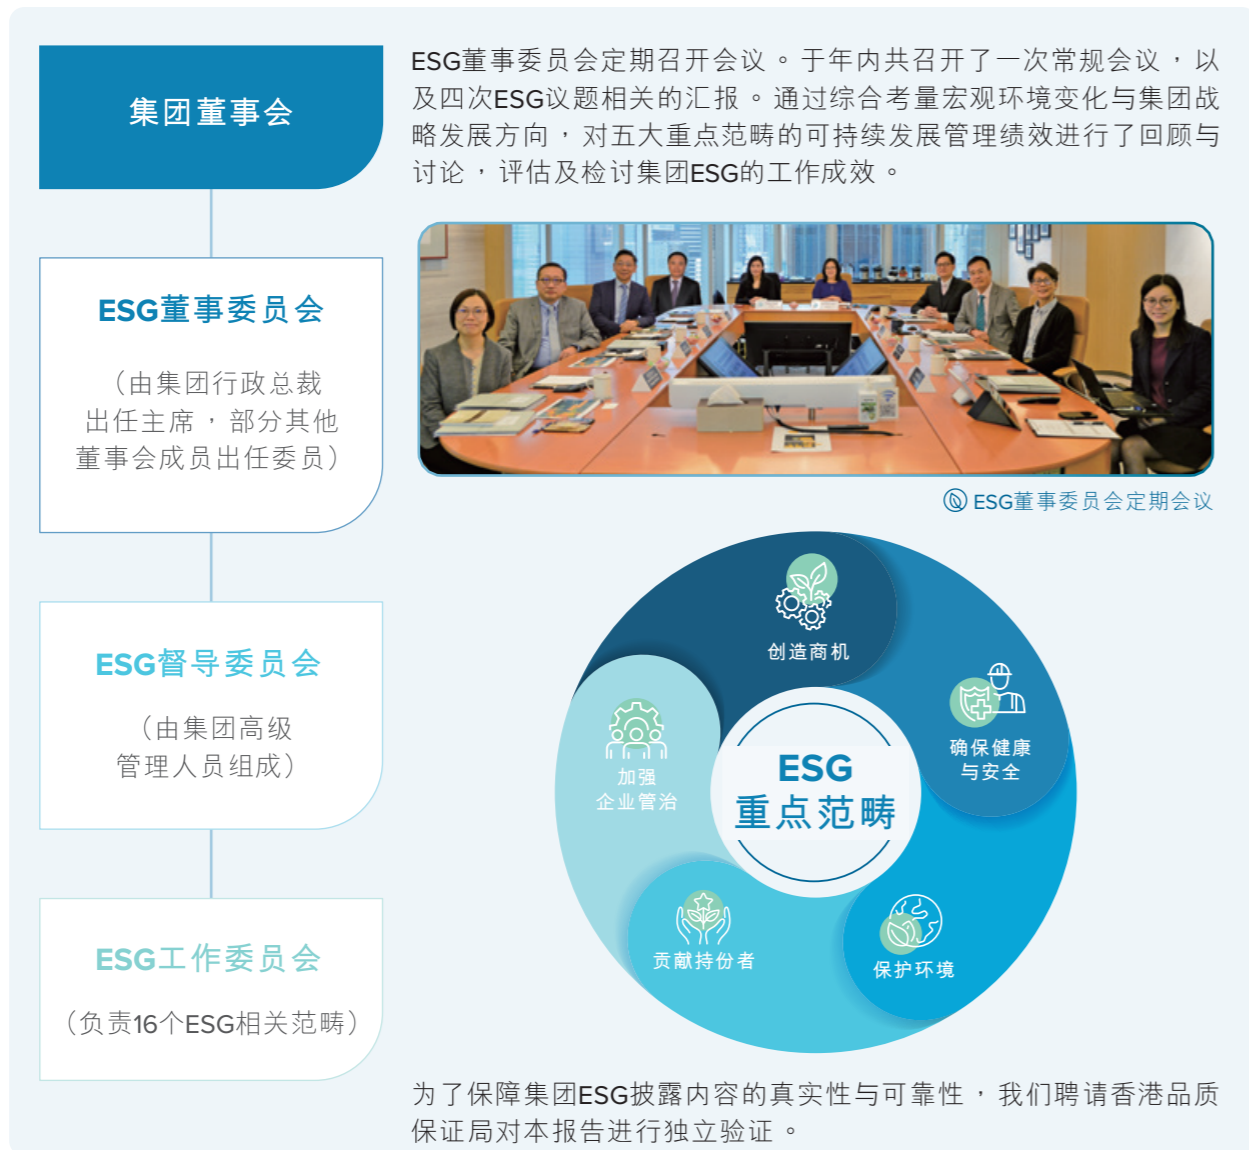 集团董事会
ESG董事委员会
（由集团行政总裁
出任主席，部分其他
董事会成员出任委员）
ESG督导委员会
（由集团高级
管理人员组成）
ESG工作委员会
（负责16个ESG相关范畴）
ESG董事委员会定期召开会议。于年内共召开了一次常规会议，以
及四次ESG议题相关的汇报。通过综合考量宏观环境变化与集团战
略发展方向，对五大重点范畴的可持续发展管理绩效进行了回顾与
讨论，评估及检讨集团ESG的工作成效。
ESG董事委员会定期会议
创造商机
确保健康
与安全
保护环境
贡献持份者
加强
企业管治
ESG
重点范畴
为了保障集团ESG披露内容的真实性与可靠性，我们聘请香港品质
保证局对本报告进行独立验证。